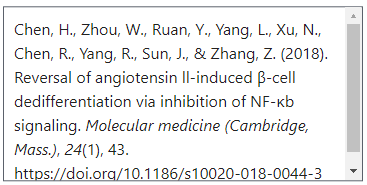 Chen, H., Zhou, W., Ruan, Y., Yang, L., Xu, N.,
Chen, R., Yang, R., Sun, J., & Zhang, Z. (2018).
Reversal of angiotensin ll-induced β-cell
dedifferentiation via inhibition of NF-κb
signaling. Molecular medicine (Cambridge,
Mass.), 24(1), 43.
https://doi.org/10.1186/s10020-018-0044-3